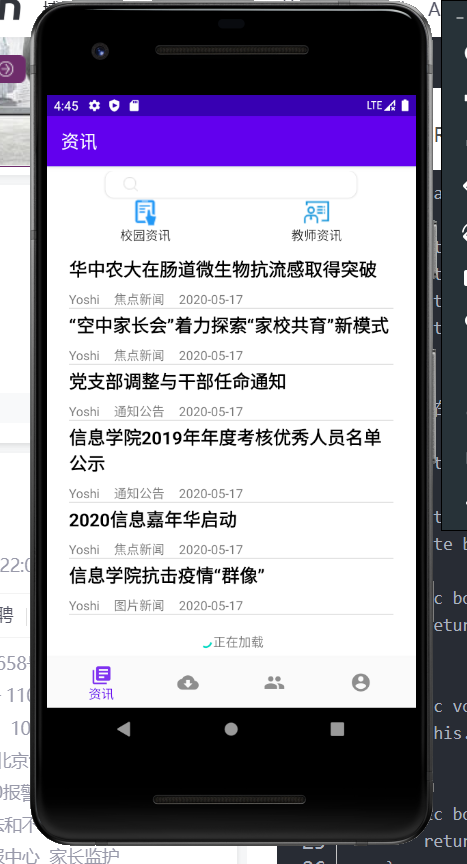 4:45
LTE
资讯
校园资讯
教师资讯
华中农大在肠道微生物抗流感取得突破
Yoshi 焦点新闻 2020-05-17
“空中家长会”着力探索“家校共育”新模式
Yoshi 焦点新闻 2020-05-17
党支部调整与干部任命通知
Yoshi 通知公告 2020-05-17
信息学院2019年年度考核优秀人员名单
公示
Yoshi 通知公告 2020-05-17
2020信息嘉年华启动
Yoshi 焦点新闻 2020-05-17
信息学院抗击疫情“群像”
Yoshi 图片新闻 2020-05-17
正在加载
资讯
22:0
聘
658
110
10
北京
报警
法和不
报中心 家长监护
te b
c bo
retur
c vo
his.
c bo
retur